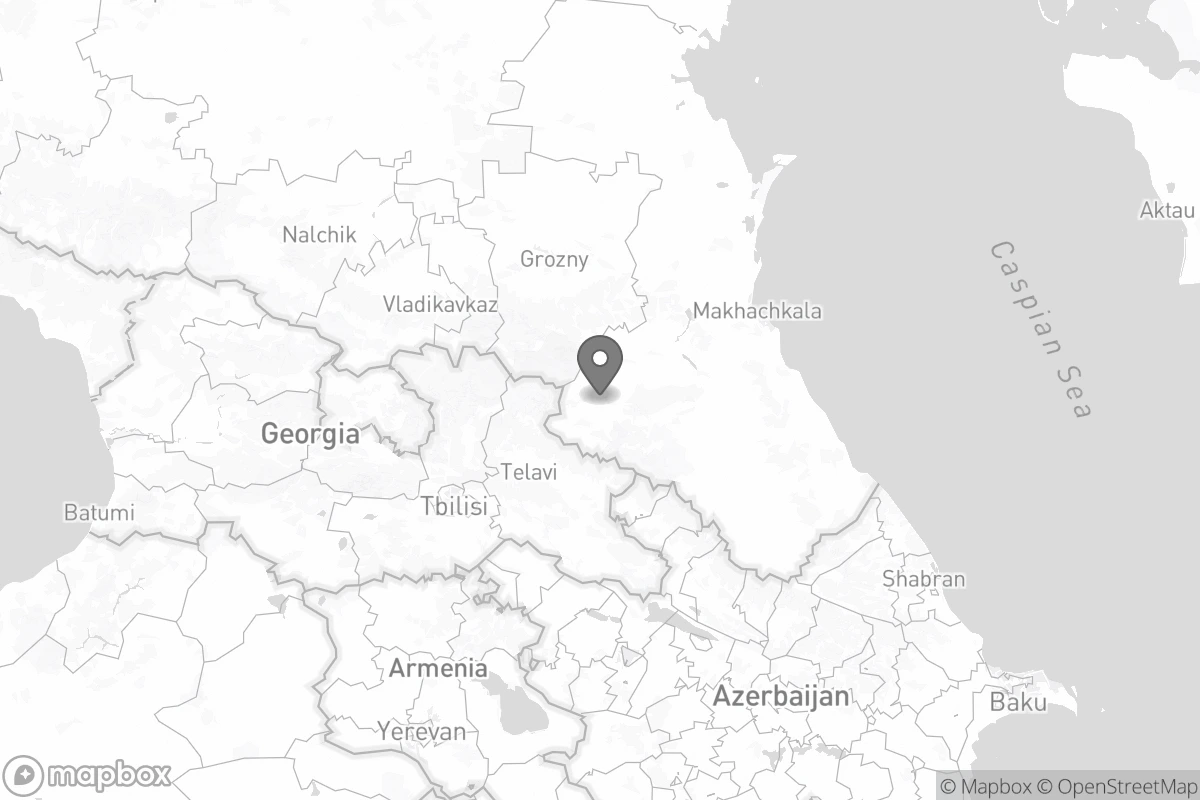 Nalchik
Grozny
Aktau
Vladikavkaz
Makhachkala
Caspian Sea
Georgia
Telavi
Tbilisi
Batumi
Shabran
Armenia
Azerbaijan
Baku
Yerevan
mapbox
© Mapbox © OpenStreetMap